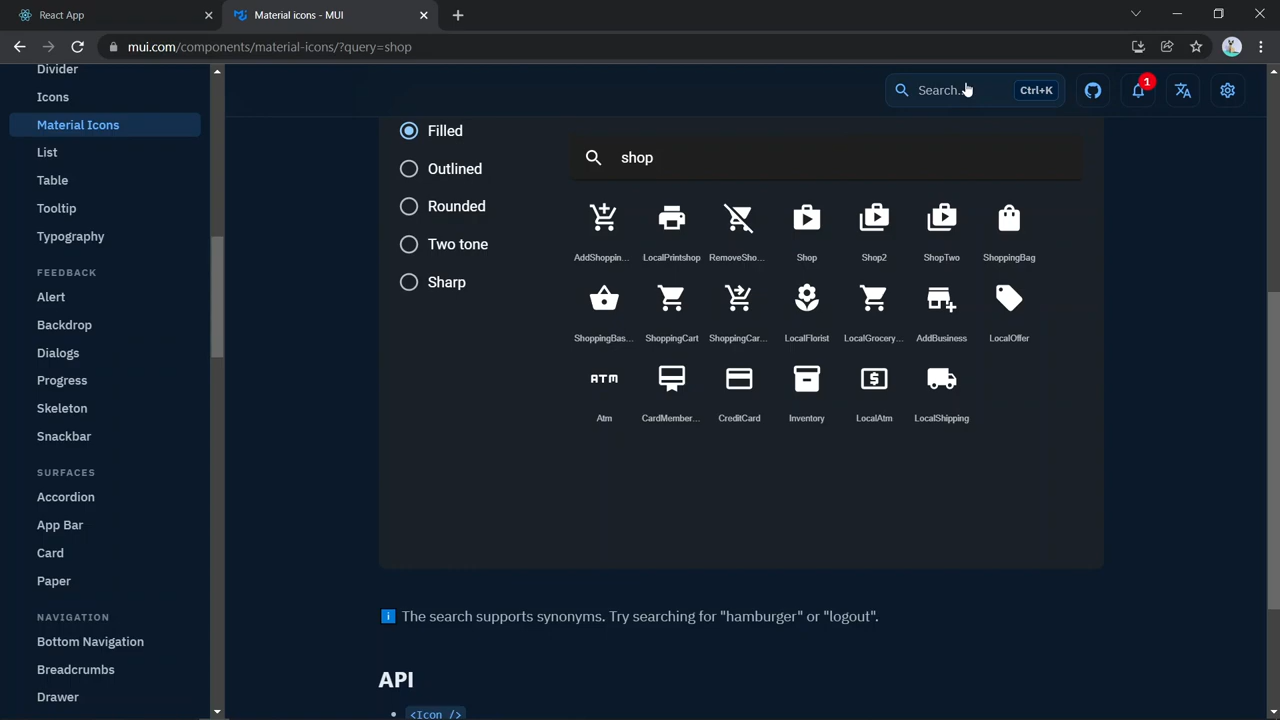 React App
Material icons - MUI
mui.com/components/material-icons/?query=shop
Divider
Icons
Material Icons
List
Table
Tooltip
Typography
FEEDBACK
Alert
Backdrop
Dialogs
Progress
Skeleton
Snackbar
SURFACES
Accordion
App Bar
Card
Paper
NAVIGATION
Bottom Navigation
Breadcrumbs
Drawer
Search... Ctrl+K
1
Filled
Outlined
Rounded
Two tone
Sharp
shop
AddShoppin... LocalPrintshop RemoveSho... Shop Shop2 ShopTwo ShoppingBag
ShoppingBas... ShoppingCart ShoppingCar... LocalFlorist LocalGrocery... AddBusiness LocalOffer
ATM
Atm CardMember... CreditCard Inventory LocalAtm LocalShipping
The search supports synonyms. Try searching for "hamburger" or "logout".
API
<Icon />